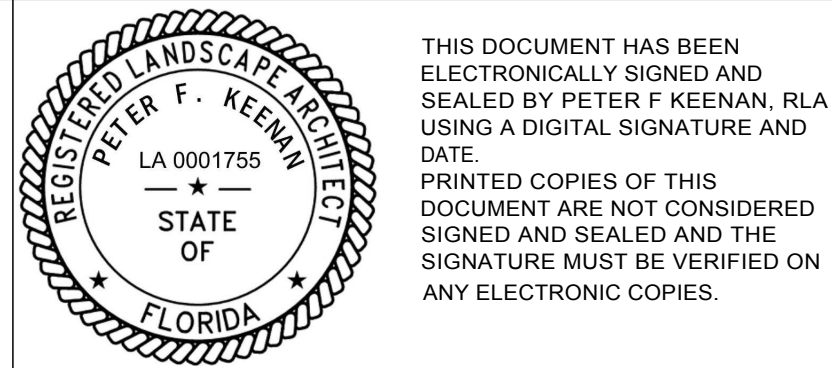 REGISTERED LANDSCAPE ARCHITECT
PETER F. KEENAN
LA 0001755
STATE
OF
FLORIDA
THIS DOCUMENT HAS BEEN
ELECTRONICALLY SIGNED AND
SEALED BY PETER F KEENAN, RLA
USING A DIGITAL SIGNATURE AND
DATE.
PRINTED COPIES OF THIS
DOCUMENT ARE NOT CONSIDERED
SIGNED AND SEALED AND THE
SIGNATURE MUST BE VERIFIED ON
ANY ELECTRONIC COPIES.